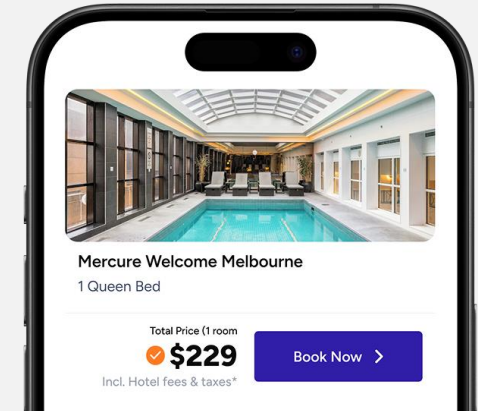 Mercure Welcome Melbourne
1 Queen Bed
Total Price (1 room
$229
Incl. Hotel fees & taxes*
Book Now